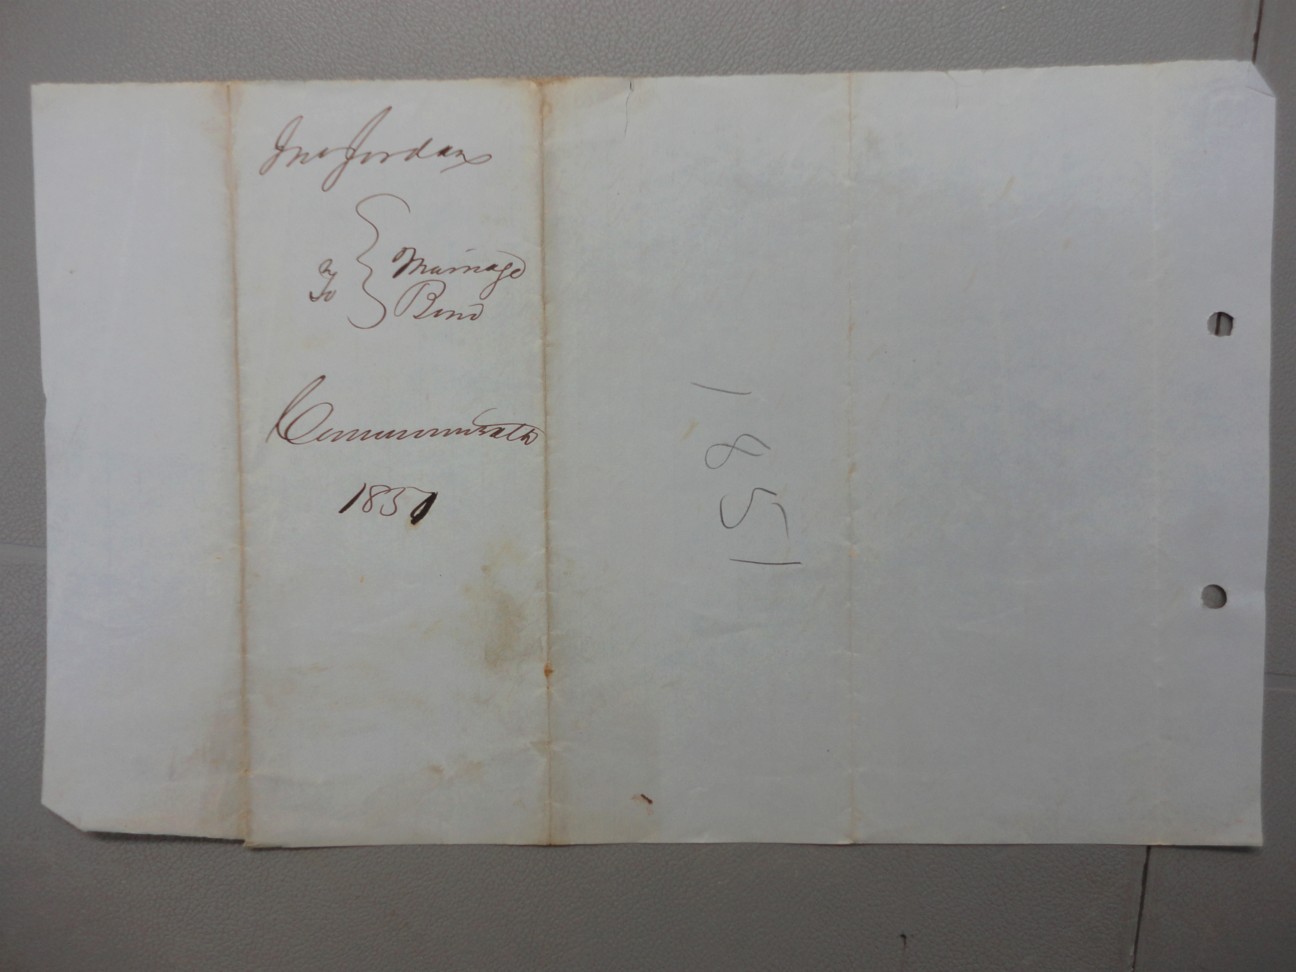 Jno Jordan
To } Marriage
Bond
Commonwealth
1851
1851